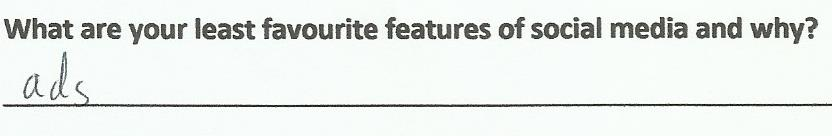 What are your least favourite features of social media and why?
ads